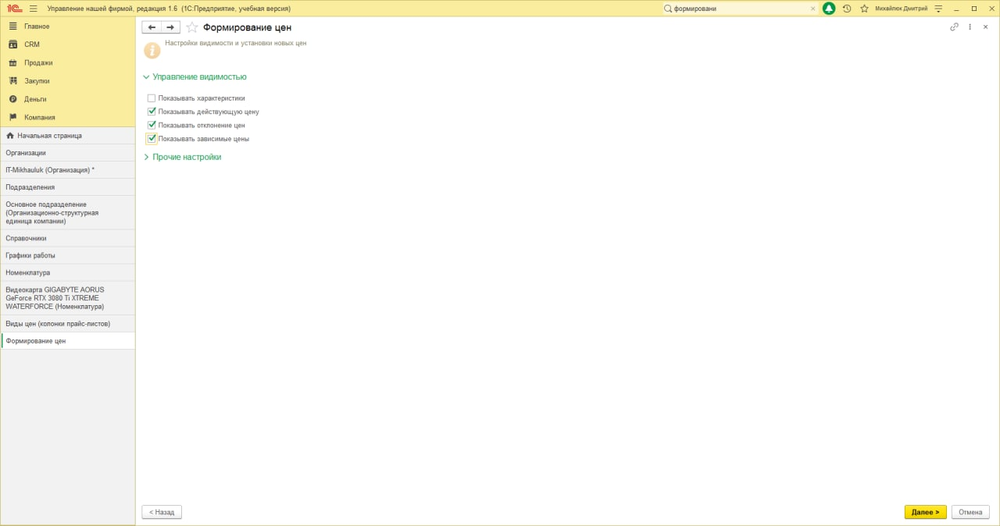 1С Управление нашей фирмой, редакция 1.6 (1С:Предприятие, учебная версия)
формировани
Михайлюк Дмитрий
Главное
CRM
Продажи
Закупки
Деньги
Компания
Начальная страница
Организации
IT-Mikhauluk (Организация) *
Подразделения
Основное подразделение
(Организационно-структурная
единица компании)
Справочники
Графики работы
Номенклатура
Видеокарта GIGABYTE AORUS
GeForce RTX 3080 Ti XTREME
WATERFORCE (Номенклатура)
Виды цен (колонки прайс-листов)
Формирование цен
Формирование цен
Настройки видимости и установки новых цен
Управление видимостью
Показывать характеристики
Показывать действующую цену
Показывать отклонение цен
Показывать зависимые цены
Прочие настройки
< Назад
Далее >
Отмена